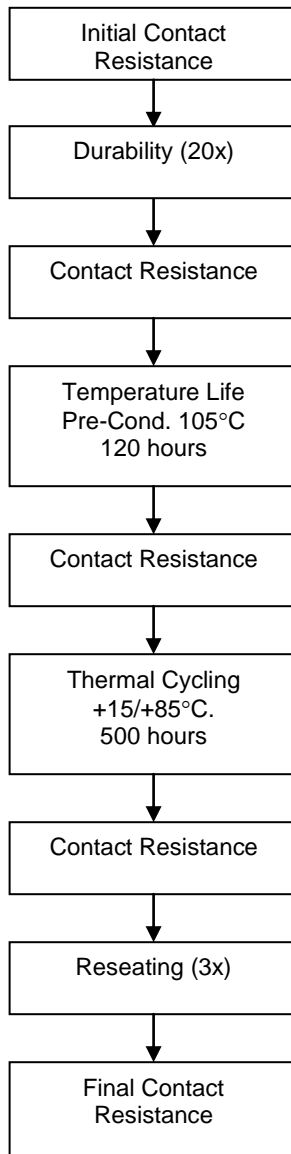 Initial Contact
Resistance
Durability (20x)
Contact Resistance
Temperature Life
Pre-Cond. 105°C
120 hours
Contact Resistance
Thermal Cycling
+15/+85°C.
500 hours
Contact Resistance
Reseating (3x)
Final Contact
Resistance